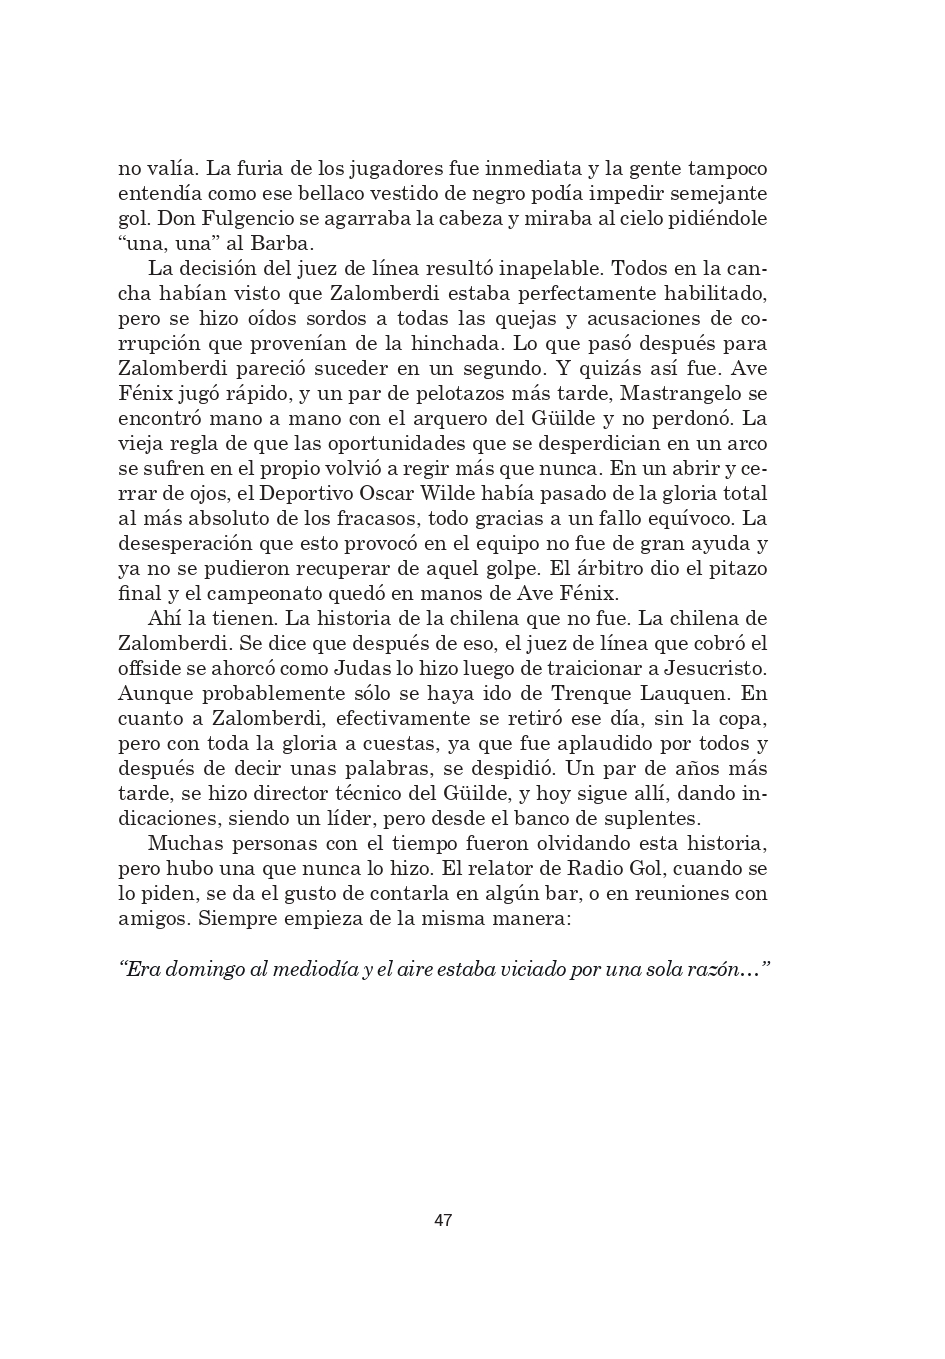 no valía. La furia de los jugadores fue inmediata y la gente tampoco
entendía como ese bellaco vestido de negro podía impedir semejante
gol. Don Fulgencio se agarraba la cabeza y miraba al cielo pidiéndole
“una, una” al Barba.
La decisión del juez de línea resultó inapelable. Todos en la can-
cha habían visto que Zalomberdi estaba perfectamente habilitado,
pero se hizo oídos sordos a todas las quejas y acusaciones de co-
rrupción que provenían de la hinchada. Lo que pasó después para
Zalomberdi pareció suceder en un segundo. Y quizás así fue. Ave
Fénix jugó rápido, y un par de pelotazos más tarde, Mastrangelo se
encontró mano a mano con el arquero del Güilde y no perdonó. La
vieja regla de que las oportunidades que se desperdician en un arco
se sufren en el propio volvió a regir más que nunca. En un abrir y ce-
rrar de ojos, el Deportivo Oscar Wilde había pasado de la gloria total
al más absoluto de los fracasos, todo gracias a un fallo equívoco. La
desesperación que esto provocó en el equipo no fue de gran ayuda y
ya no se pudieron recuperar de aquel golpe. El árbitro dio el pitazo
final y el campeonato quedó en manos de Ave Fénix.
Ahí la tienen. La historia de la chilena que no fue. La chilena de
Zalomberdi. Se dice que después de eso, el juez de línea que cobró el
offside se ahorcó como Judas lo hizo luego de traicionar a Jesucristo.
Aunque probablemente sólo se haya ido de Trenque Lauquen. En
cuanto a Zalomberdi, efectivamente se retiró ese día, sin la copa,
pero con toda la gloria a cuestas, ya que fue aplaudido por todos y
después de decir unas palabras, se despidió. Un par de años más
tarde, se hizo director técnico del Güilde, y hoy sigue allí, dando in-
dicaciones, siendo un líder, pero desde el banco de suplentes.
Muchas personas con el tiempo fueron olvidando esta historia,
pero hubo una que nunca lo hizo. El relator de Radio Gol, cuando se
lo piden, se da el gusto de contarla en algún bar, o en reuniones con
amigos. Siempre empieza de la misma manera:
“Era domingo al mediodía y el aire estaba viciado por una sola razón…”
47